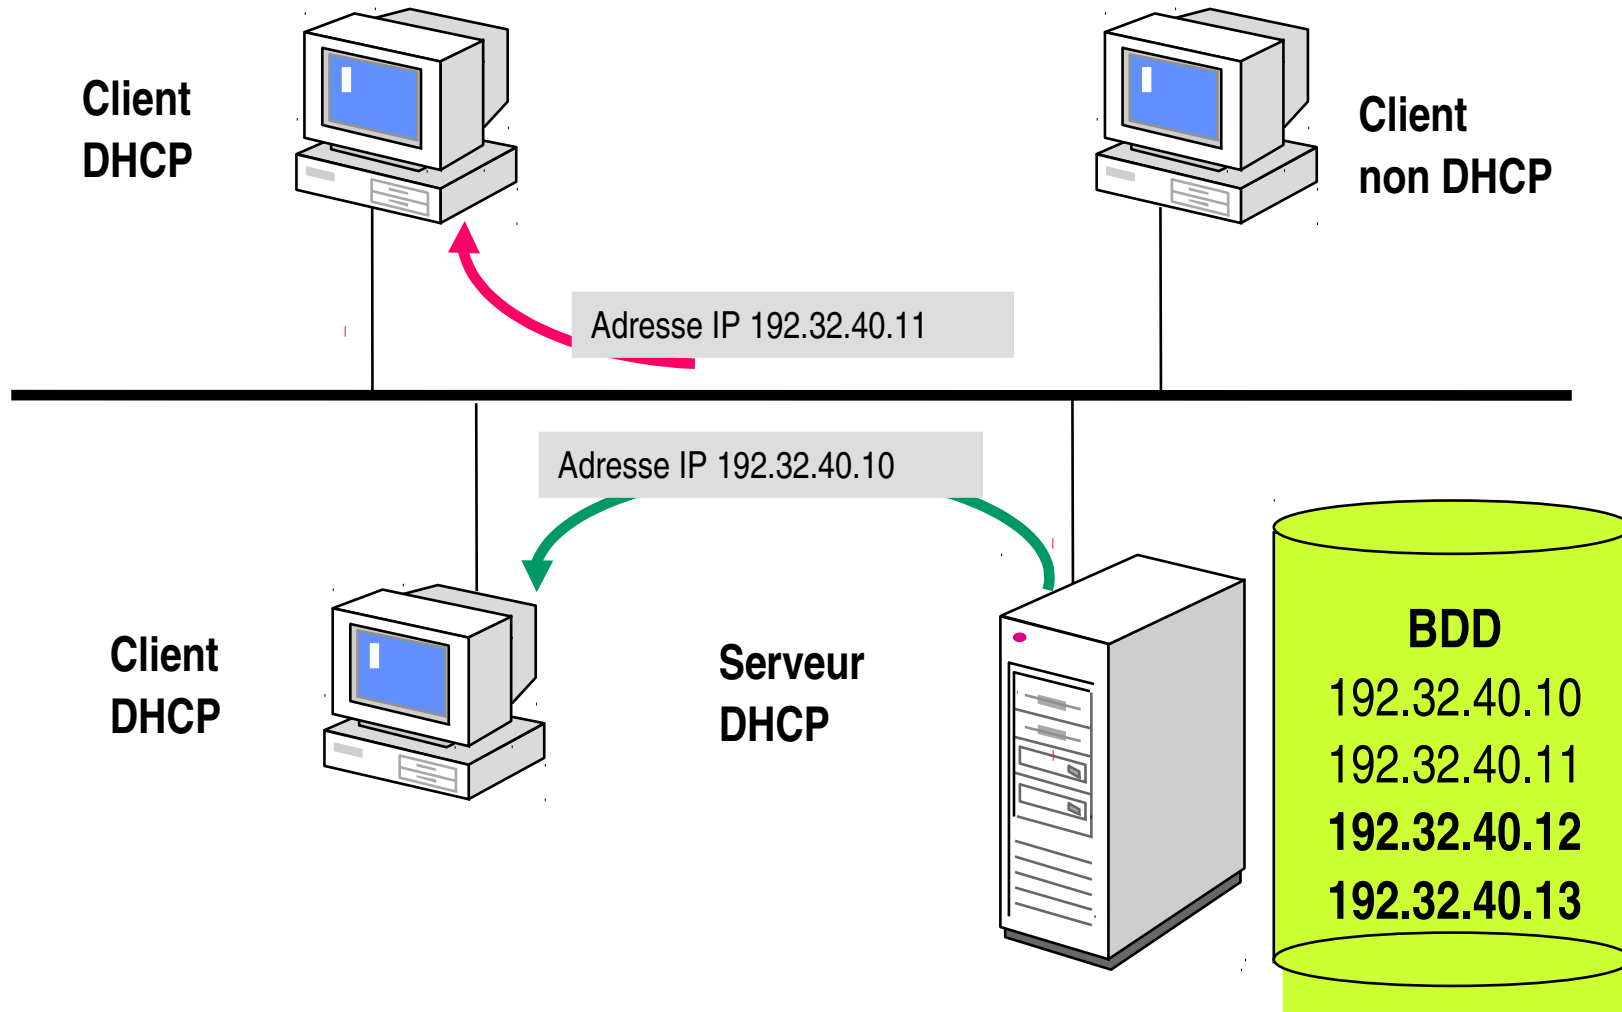 Client
DHCP
Client
non DHCP
Adresse IP 192.32.40.11
Adresse IP 192.32.40.10
Client
DHCP
Serveur
DHCP
BDD
192.32.40.10
192.32.40.11
192.32.40.12
192.32.40.13